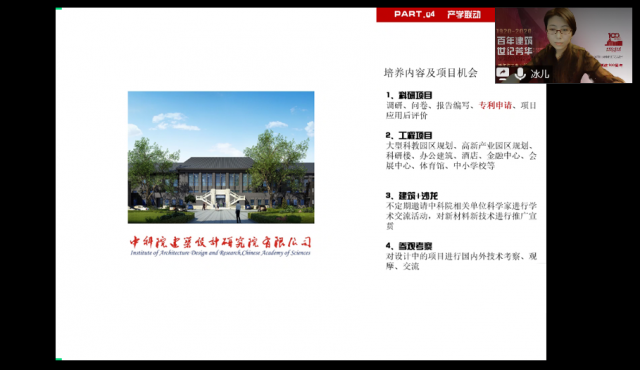 PART.04 产学联动
1920-2020
百年建筑
世纪芳华
100
冰儿
培养内容及项目机会
1、科研项目
调研、问卷、报告编写、专利申请、项目
应用后评价
2、工程项目
大型科教园区规划、高新产业园区规划、
科研楼、办公建筑、酒店、金融中心、会
展中心、体育馆、中小学校等
3、建筑+沙龙
不定期邀请中科院相关单位科学家进行学
术交流活动，对新材料新技术进行推广宣
贯
4、参观考察
对设计中的项目进行国内外技术考察、观
摩、交流
中科院建筑设计研究院有限公司
Institute of Architecture Design and Research,Chinese Academy of Sciences